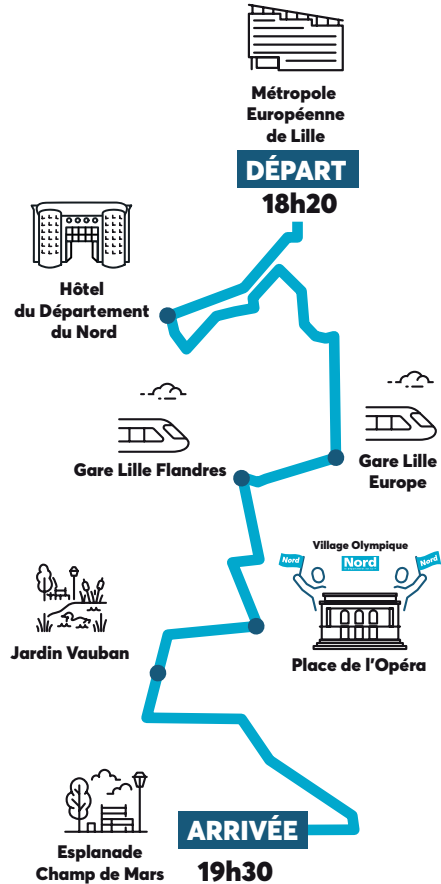 Métropole
Européenne
de Lille
DÉPART
18h20
Hôtel
du Département
du Nord
Gare Lille Flandres
Gare Lille
Europe
Village Olympique
Nord
Nord
Nord
Jardin Vauban
Place de l'Opéra
Esplanade
Champ de Mars
ARRIVÉE
19h30